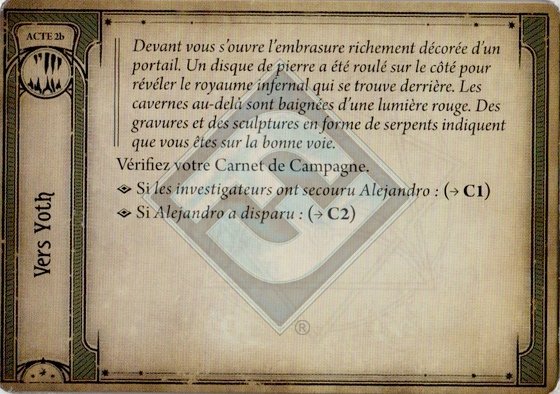 ACTE 2b
Vers Yoth
Devant vous s'ouvre l'embrasure richement décorée d'un
portail. Un disque de pierre a été roulé sur le côté pour
révéler le royaume infernal qui se trouve derrière. Les
cavernes au-delà sont baignées d'une lumière rouge. Des
gravures et des sculptures en forme de serpents indiquent
que vous êtes sur la bonne voie.
Vérifiez votre Carnet de Campagne.
Si les investigateurs ont secouru Alejandro : (→ C1)
Si Alejandro a disparu : (→ C2)
®